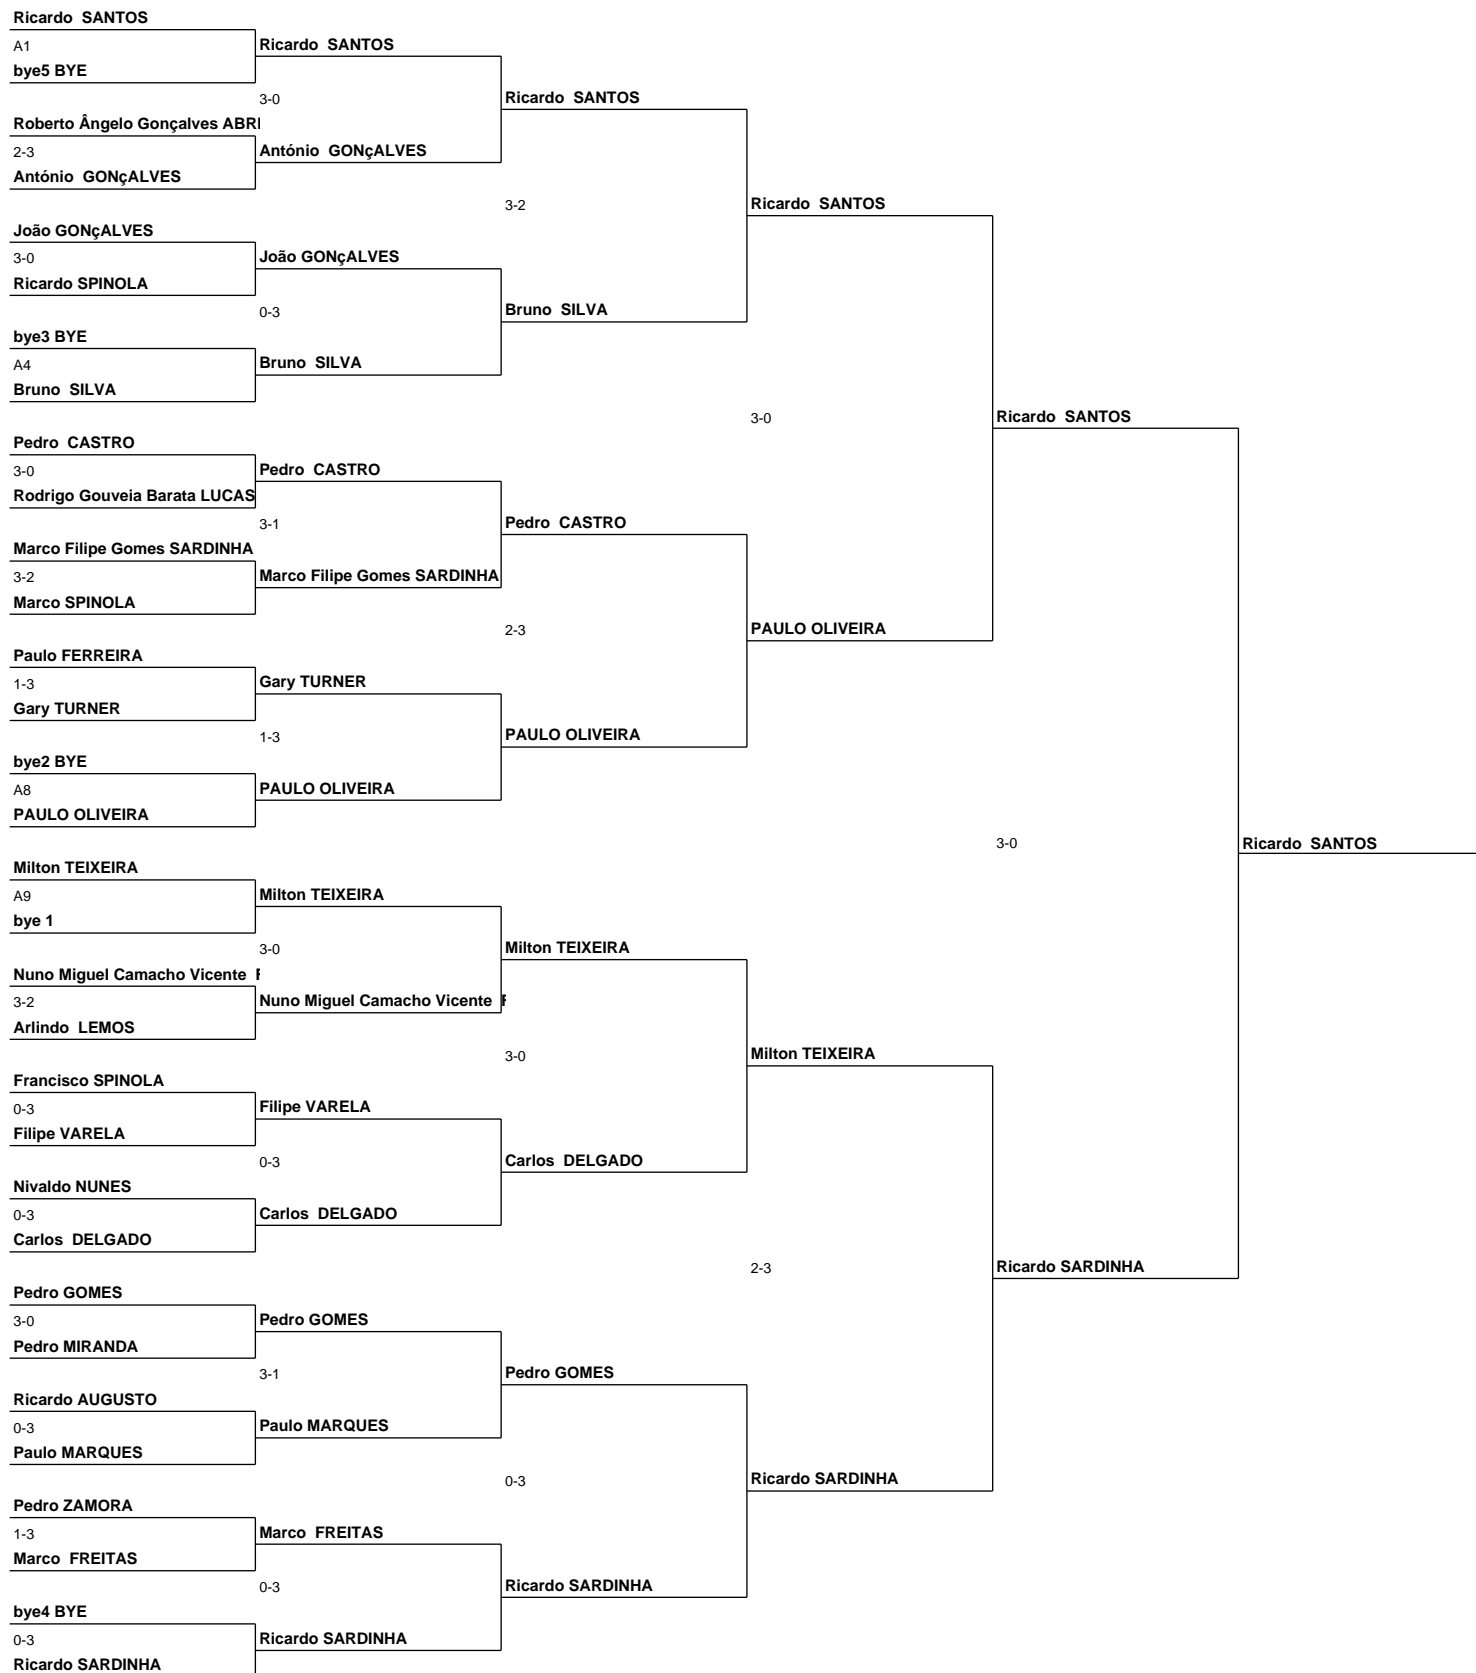 Ricardo  SANTOS
A1
bye5 BYE
Roberto Ângelo Gonçalves
2-3
António  GONçALVES
João GONçALVES
3-0
Ricardo SPINOLA
bye3 BYE
A4
Bruno  SILVA
Pedro  CASTRO
3-0
Rodrigo Gouveia Barata LUCAS
Marco Filipe Gomes SARDINHA
3-2
Marco SPINOLA
Paulo FERREIRA
1-3
Gary TURNER
bye2 BYE
A8
PAULO OLIVEIRA
Milton TEIXEIRA
A9
bye 1
Nuno Miguel Camacho Vicente
3-2
Arlindo  LEMOS
Francisco SPINOLA
0-3
Filipe VARELA
Nivaldo NUNES
0-3
Carlos  DELGADO
Pedro GOMES
3-0
Pedro MIRANDA
Ricardo AUGUSTO
0-3
Paulo MARQUES
Pedro ZAMORA
1-3
Marco  FREITAS
bye4 BYE
0-3
Ricardo SARDINHA
Ricardo  SANTOS
3-0
António  GONçALVES
João GONçALVES
0-3
Bruno  SILVA
Pedro  CASTRO
3-1
Marco Filipe Gomes SARDINHA
Gary TURNER
1-3
PAULO OLIVEIRA
Milton TEIXEIRA
3-0
Nuno Miguel Camacho Vicente
Filipe VARELA
0-3
Carlos  DELGADO
Pedro GOMES
3-1
Paulo MARQUES
Marco  FREITAS
0-3
Ricardo SARDINHA
Ricardo  SANTOS
3-2
Bruno  SILVA
Pedro  CASTRO
2-3
PAULO OLIVEIRA
Milton TEIXEIRA
3-0
Carlos  DELGADO
Pedro GOMES
0-3
Ricardo SARDINHA
Ricardo  SANTOS
3-0
PAULO OLIVEIRA
Milton TEIXEIRA
2-3
Ricardo SARDINHA
Ricardo  SANTOS
3-0
Ricardo SARDINHA
Ricardo  SANTOS